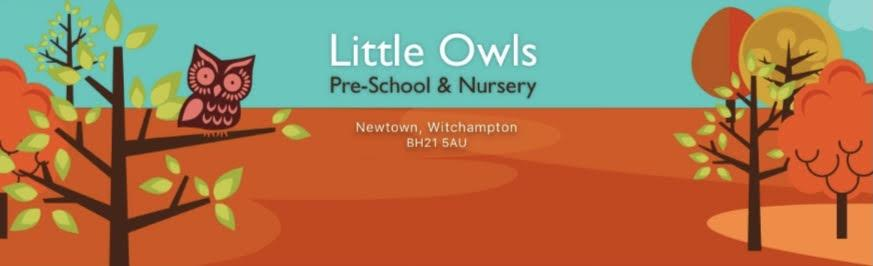 Little Owls
Pre-School & Nursery
Newtown, Witchampton
BH21 5AU